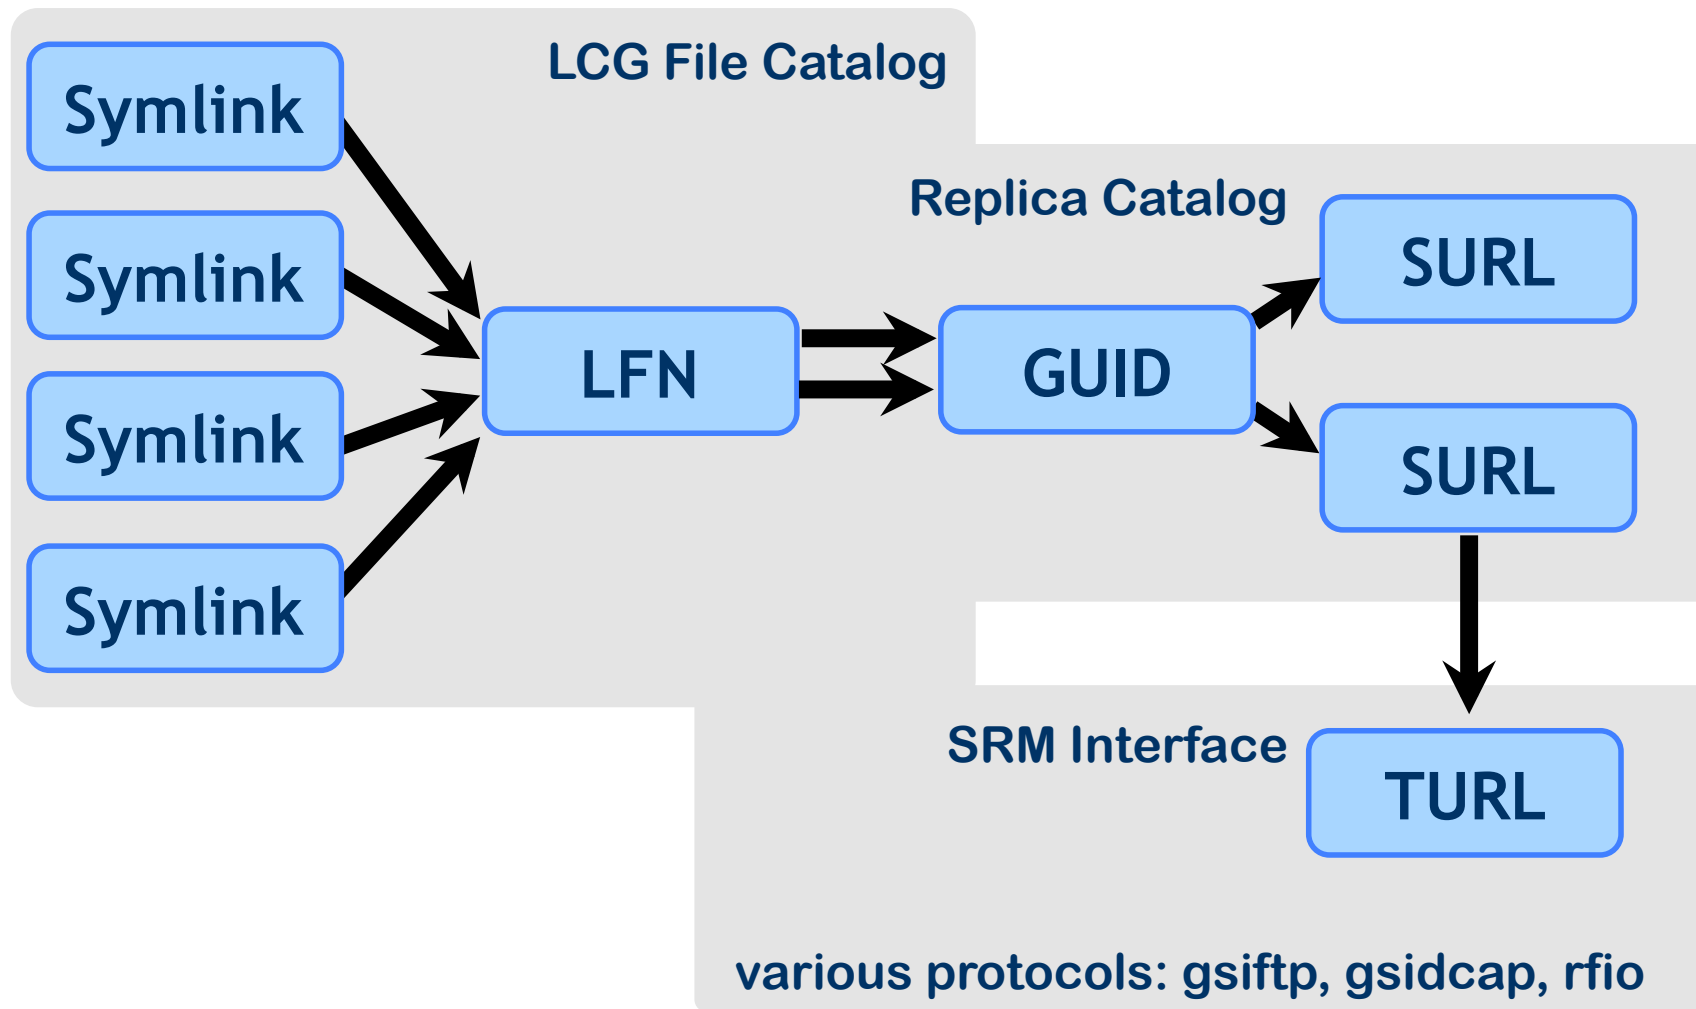 LCG File Catalog
Symlink
Symlink
Symlink
Symlink
LFN
Replica Catalog
GUID
SURL
SURL
SRM Interface
TURL
various protocols: gsiftp, gsidcap, rfio